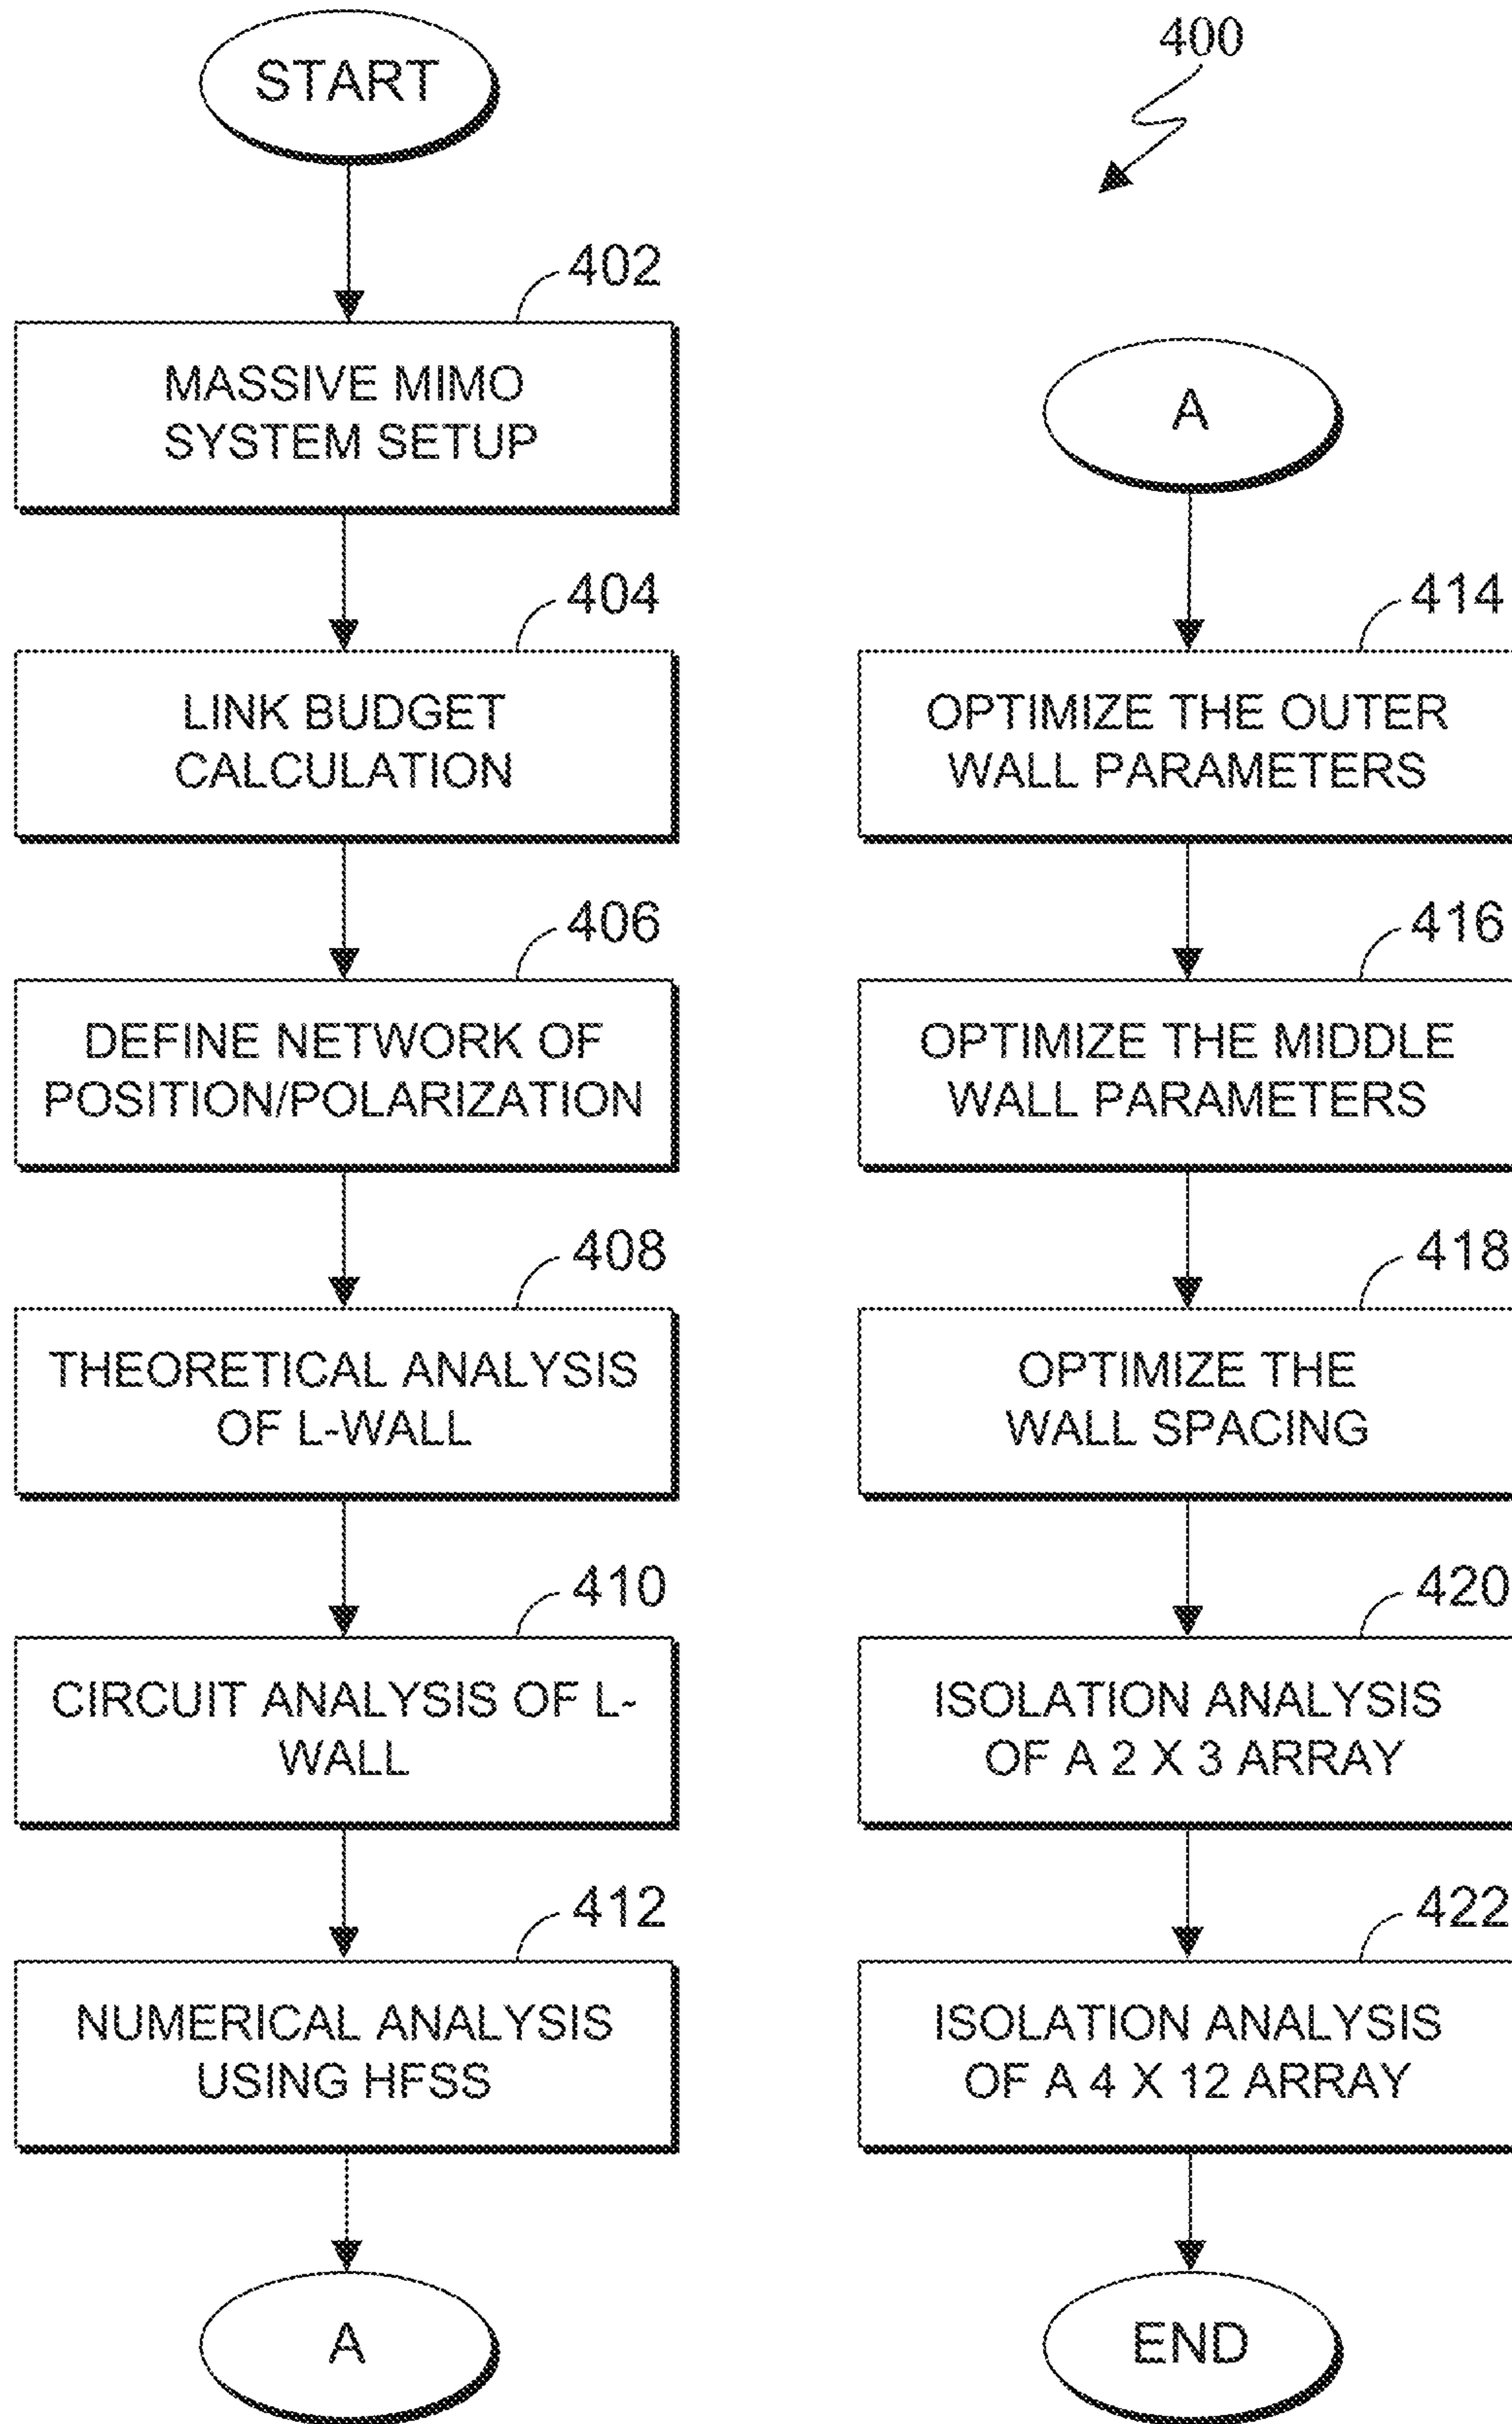 START
402
MASSIVE MIMO
SYSTEM SETUP
404
LINK BUDGET
CALCULATION
406
DEFINE NETWORK OF
POSITION/POLARIZATION
408
THEORETICAL ANALYSIS
OF L-WALL
410
CIRCUIT ANALYSIS OF L-
WALL
412
NUMERICAL ANALYSIS
USING HFSS
A
400
A
414
OPTIMIZE THE OUTER
WALL PARAMETERS
416
OPTIMIZE THE MIDDLE
WALL PARAMETERS
418
OPTIMIZE THE
WALL SPACING
420
ISOLATION ANALYSIS
OF A 2 X 3 ARRAY
422
ISOLATION ANALYSIS
OF A 4 X 12 ARRAY
END